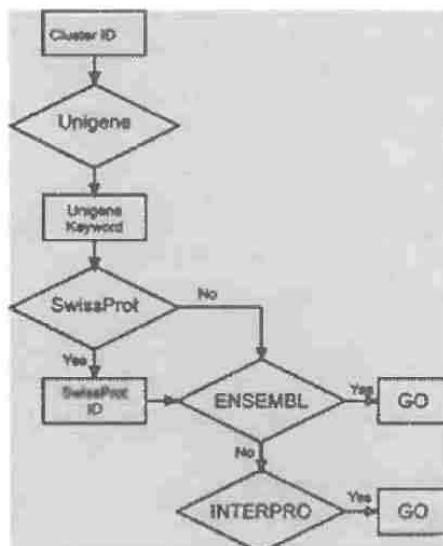 Cluster ID
Unigene
Unigene
Keyword
SwissProt
No
Yes
SwissProt
ID
ENSEMBL
Yes
GO
No
INTERPRO
Yes
GO